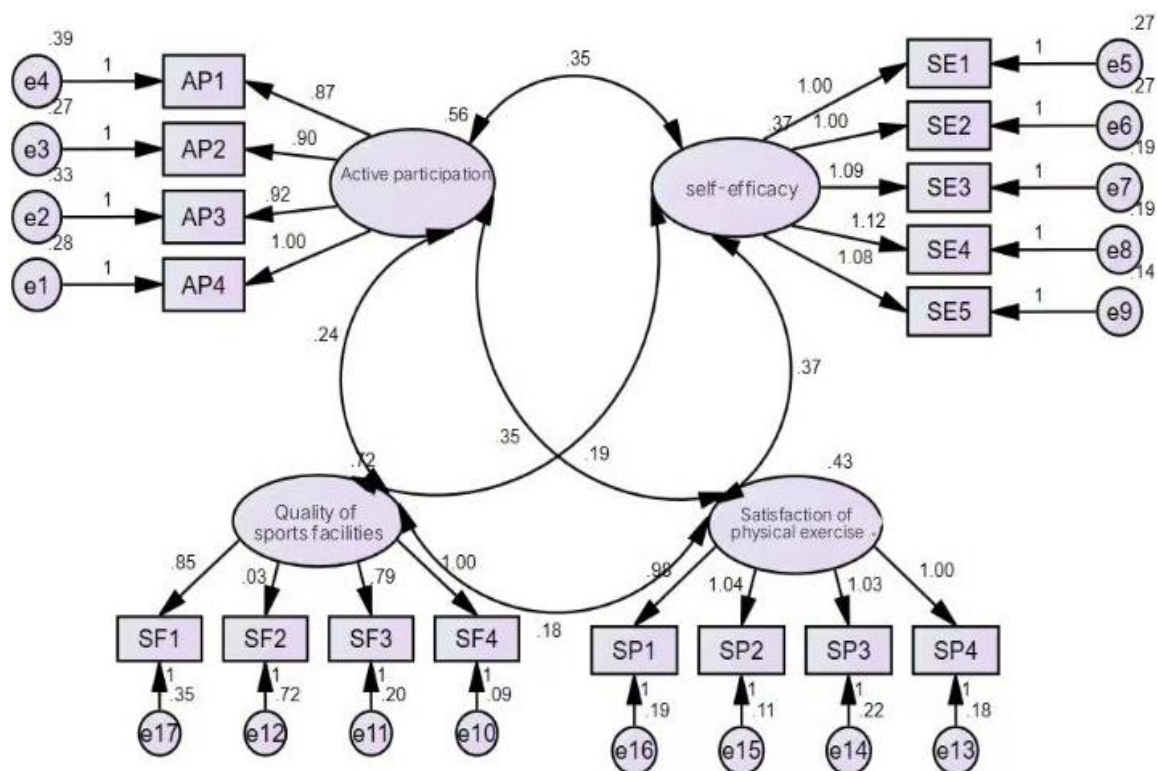 .39
e4
1
AP1
.87
.27
e3
1
AP2
.90
.33
e2
1
AP3
.92
.28
e1
1
AP4
1.00
.56
Active participation
.35
.37
self-efficacy
1.00
SE1
1
.27
e5
1.00
SE2
1
.27
e6
1.09
SE3
1
.19
e7
1.12
SE4
1
.19
e8
1.08
SE5
1
.14
e9
.24
.35
.19
.37
.72
Quality of
sports facilities
.43
Satisfaction of
physical exercise
.85
.03
.79
1.00
.18
.98
1.04
1.03
1.00
SF1
SF2
SF3
SF4
SP1
SP2
SP3
SP4
1
.35
1
.72
1
.20
1
.09
1
.19
1
.11
1
.22
1
.18
e17
e12
e11
e10
e16
e15
e14
e13